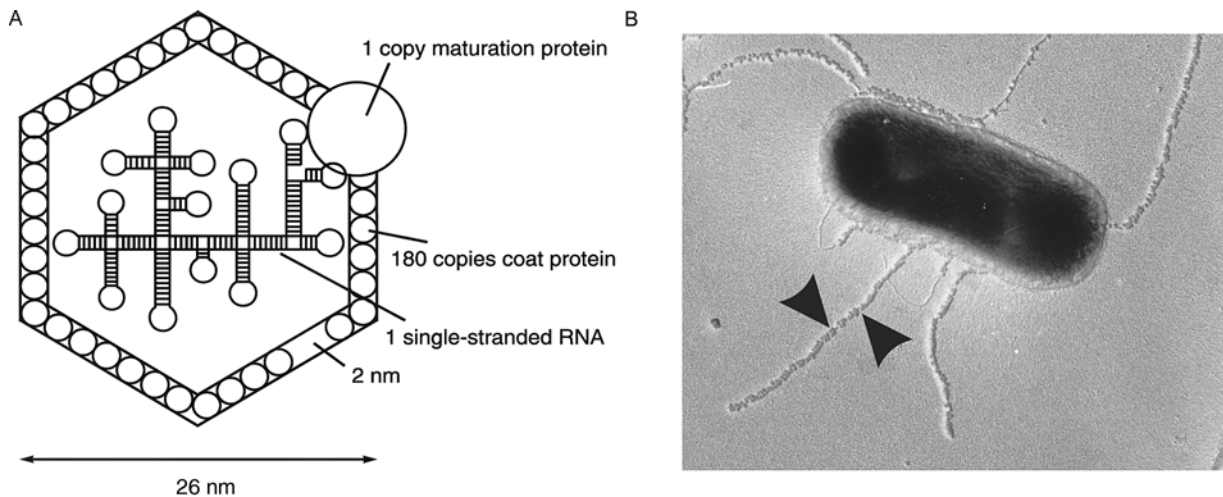 A
B
1 copy maturation protein
180 copies coat protein
1 single-stranded RNA
2 nm
26 nm